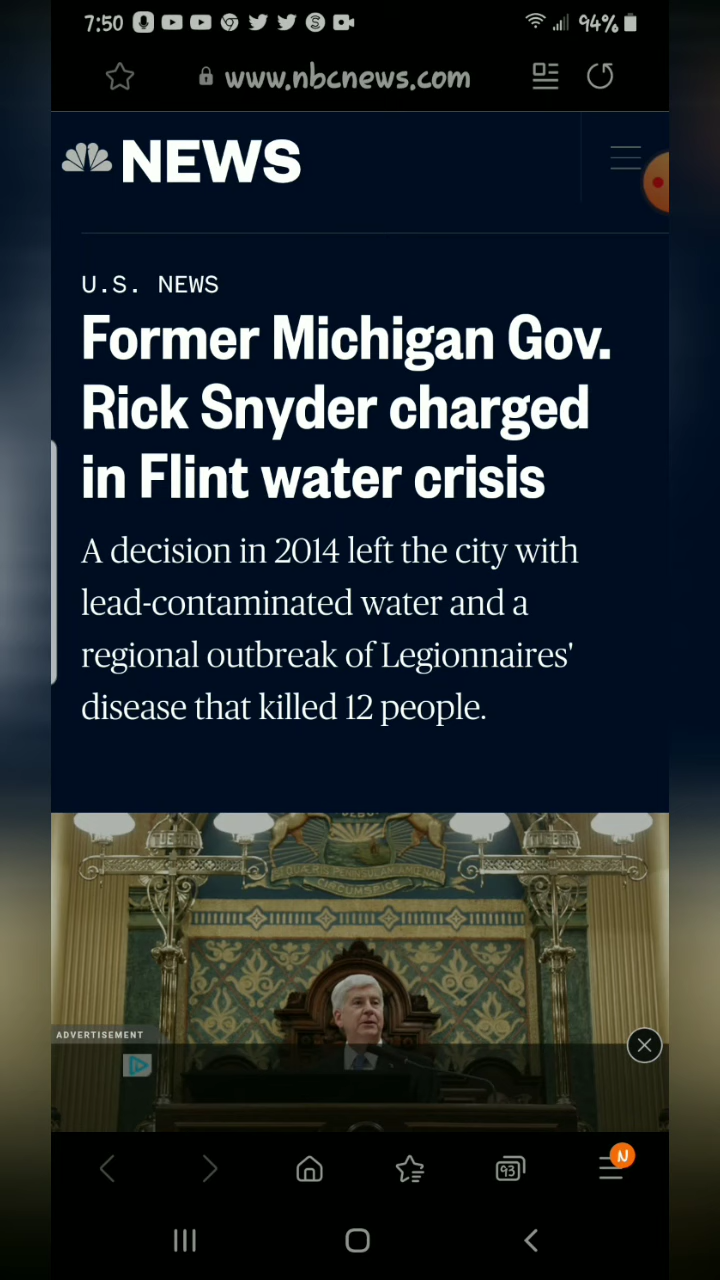 7:50
94%
www.nbcnews.com
NEWS
U.S. NEWS
Former Michigan Gov.
Rick Snyder charged
in Flint water crisis
A decision in 2014 left the city with
lead-contaminated water and a
regional outbreak of Legionnaires'
disease that killed 12 people.
CIRCUMSPICE
ADVERTISEMENT
93
N